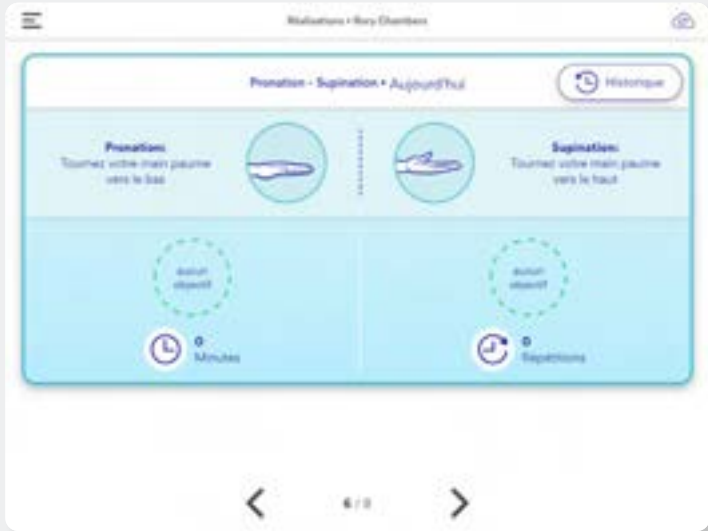 Réalisations • Rory Chambers
Pronation - Supination • Aujourd'hui
Historique
Pronation:
Tournez votre main paume
vers le bas
Supination:
Tournez votre main paume
vers le haut
aucun
objectif
0
Minutes
aucun
objectif
0
Répétitions
6 /